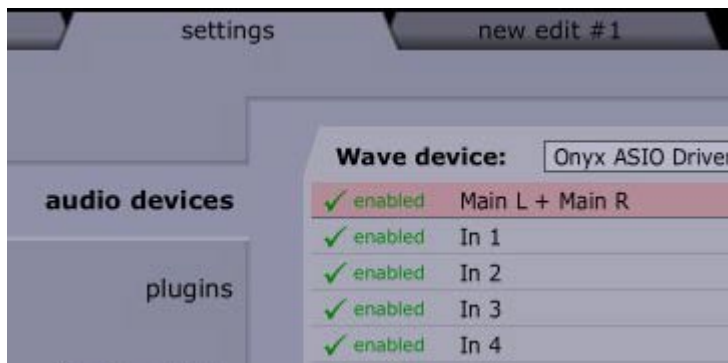 settings
new edit #1
Wave device: Onyx ASIO Driver
audio devices
enabled Main L + Main R
enabled In 1
enabled In 2
plugins
enabled In 3
enabled In 4